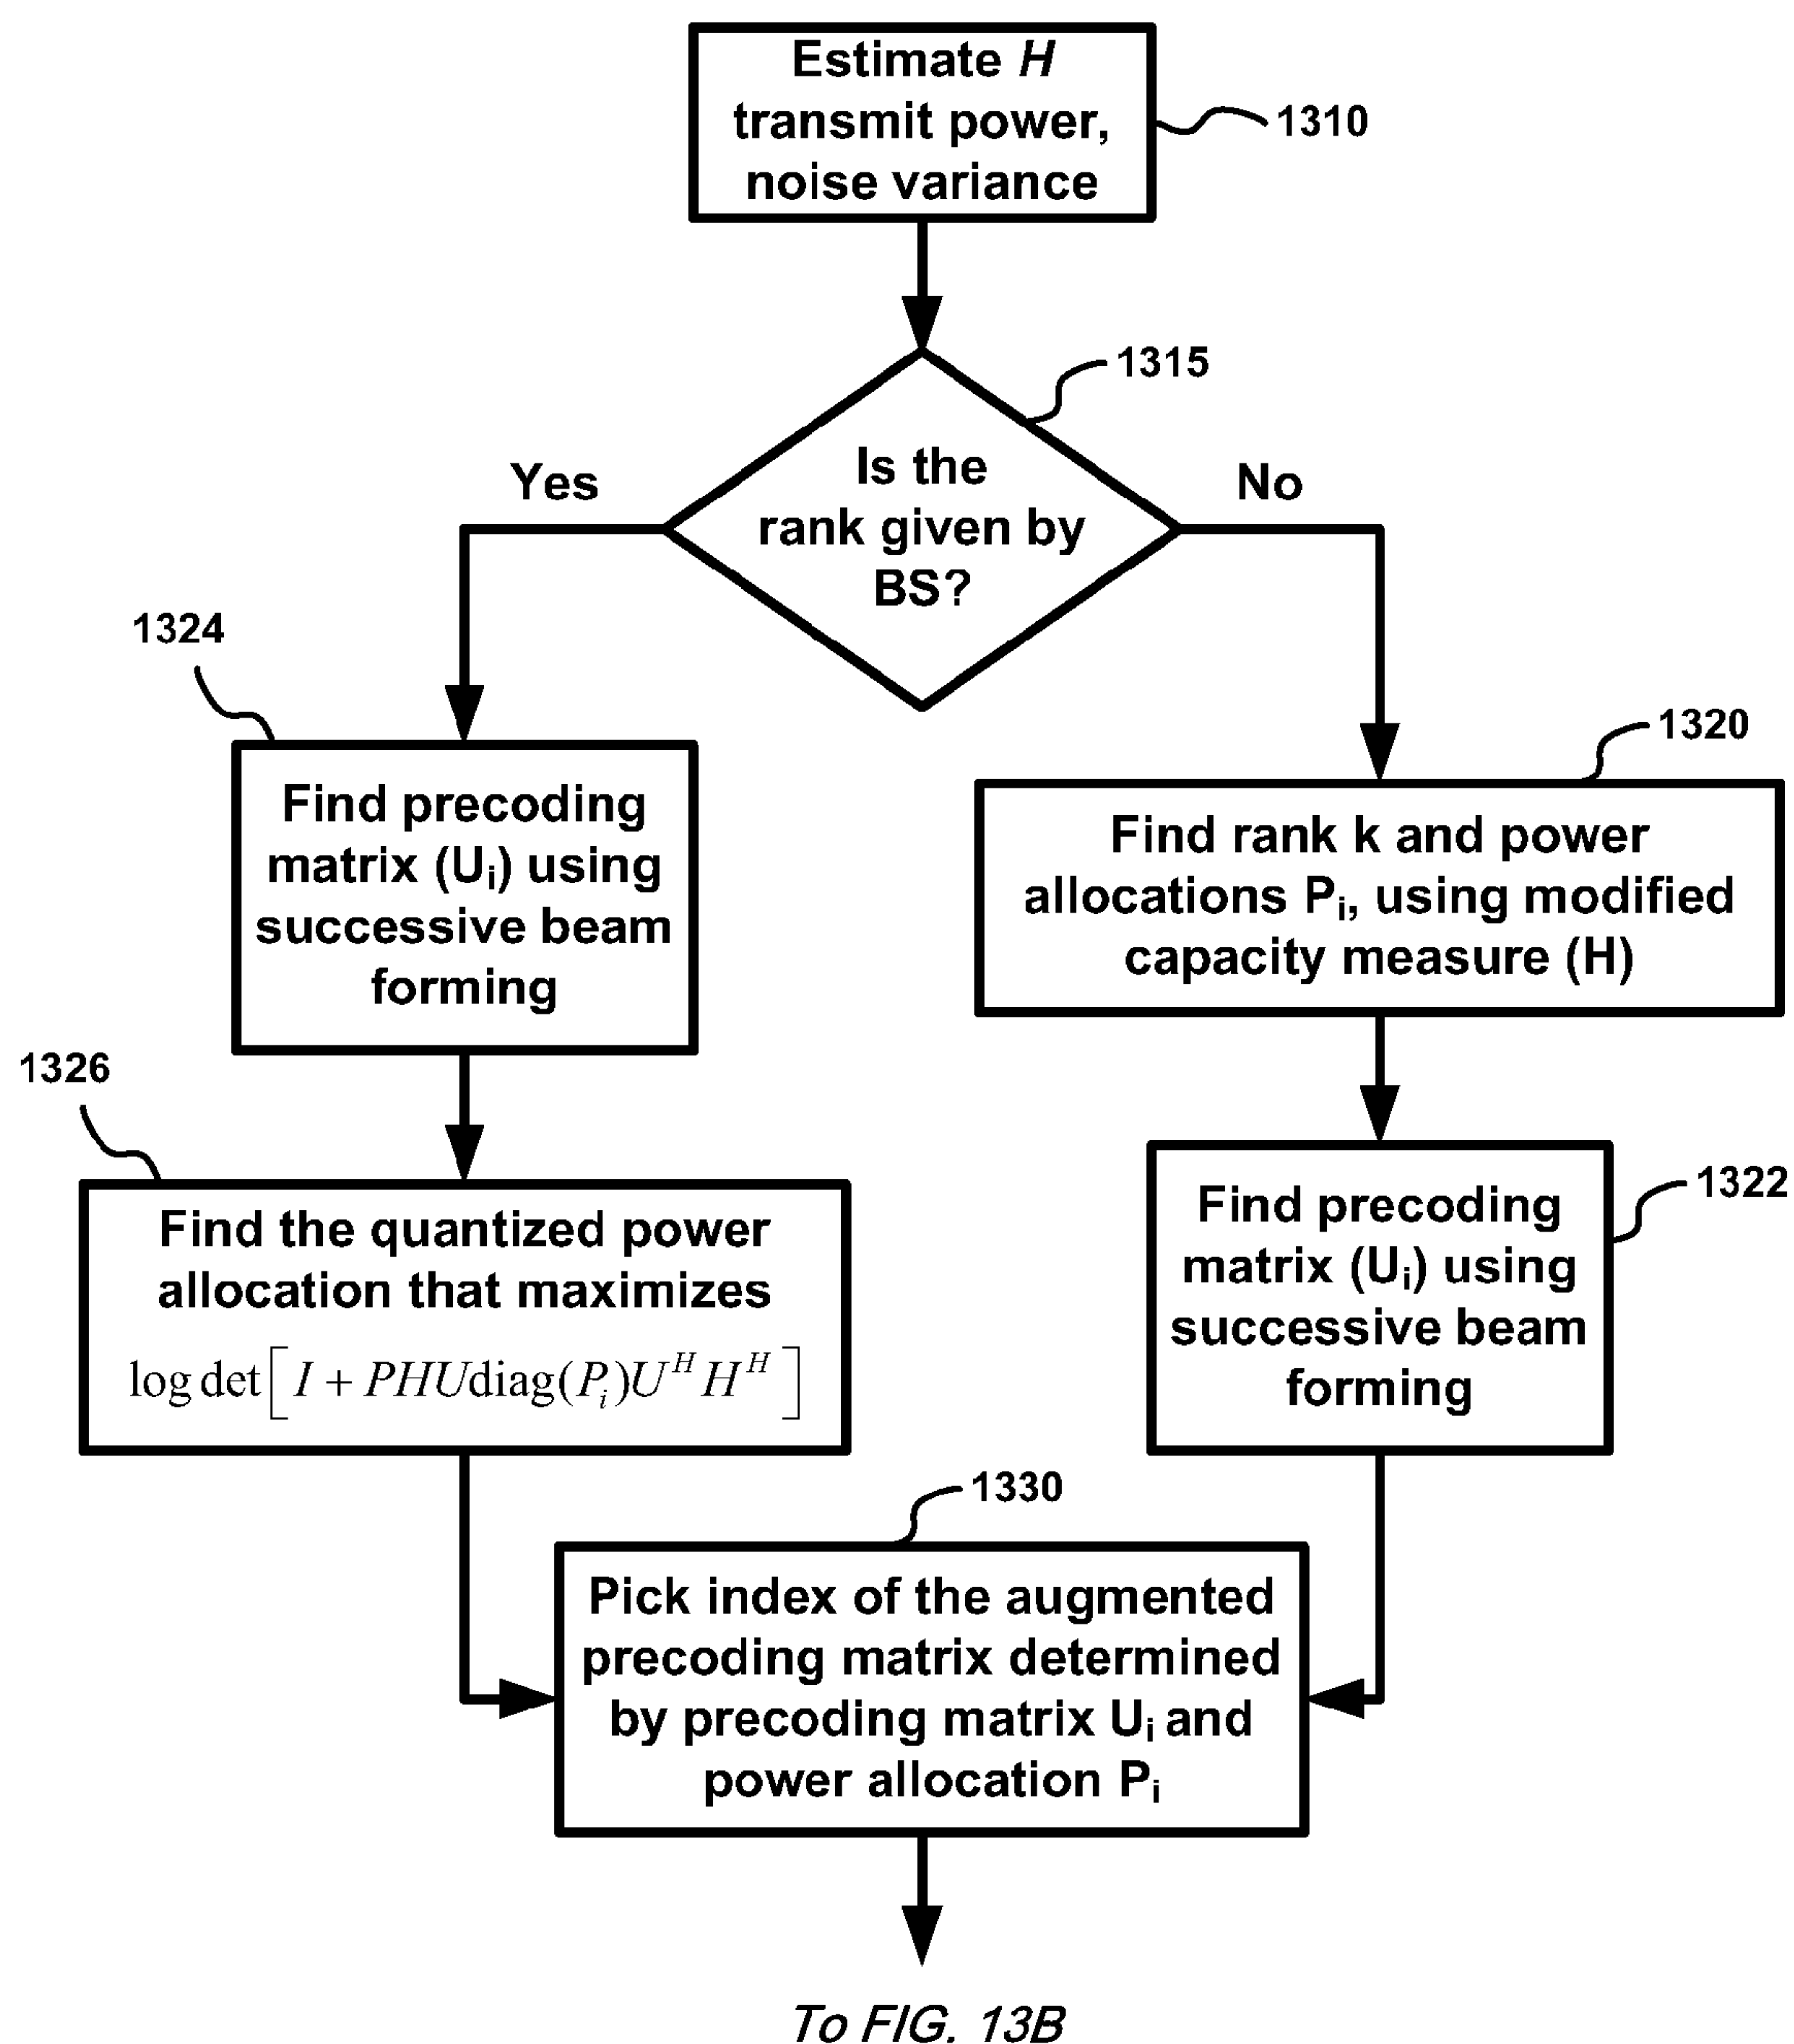 Estimate H
transmit power,
noise variance
1310
1315
Is the
rank given by
BS?
Yes
No
1324
Find precoding
matrix (Ui) using
successive beam
forming
1320
Find rank k and power
allocations Pi, using modified
capacity measure (H)
1326
Find the quantized power
allocation that maximizes
log det[I + PHUdiag(Pi)U^H H^H]
1322
Find precoding
matrix (Ui) using
successive beam
forming
1330
Pick index of the augmented
precoding matrix determined
by precoding matrix Ui and
power allocation Pi
To FIG. 13B